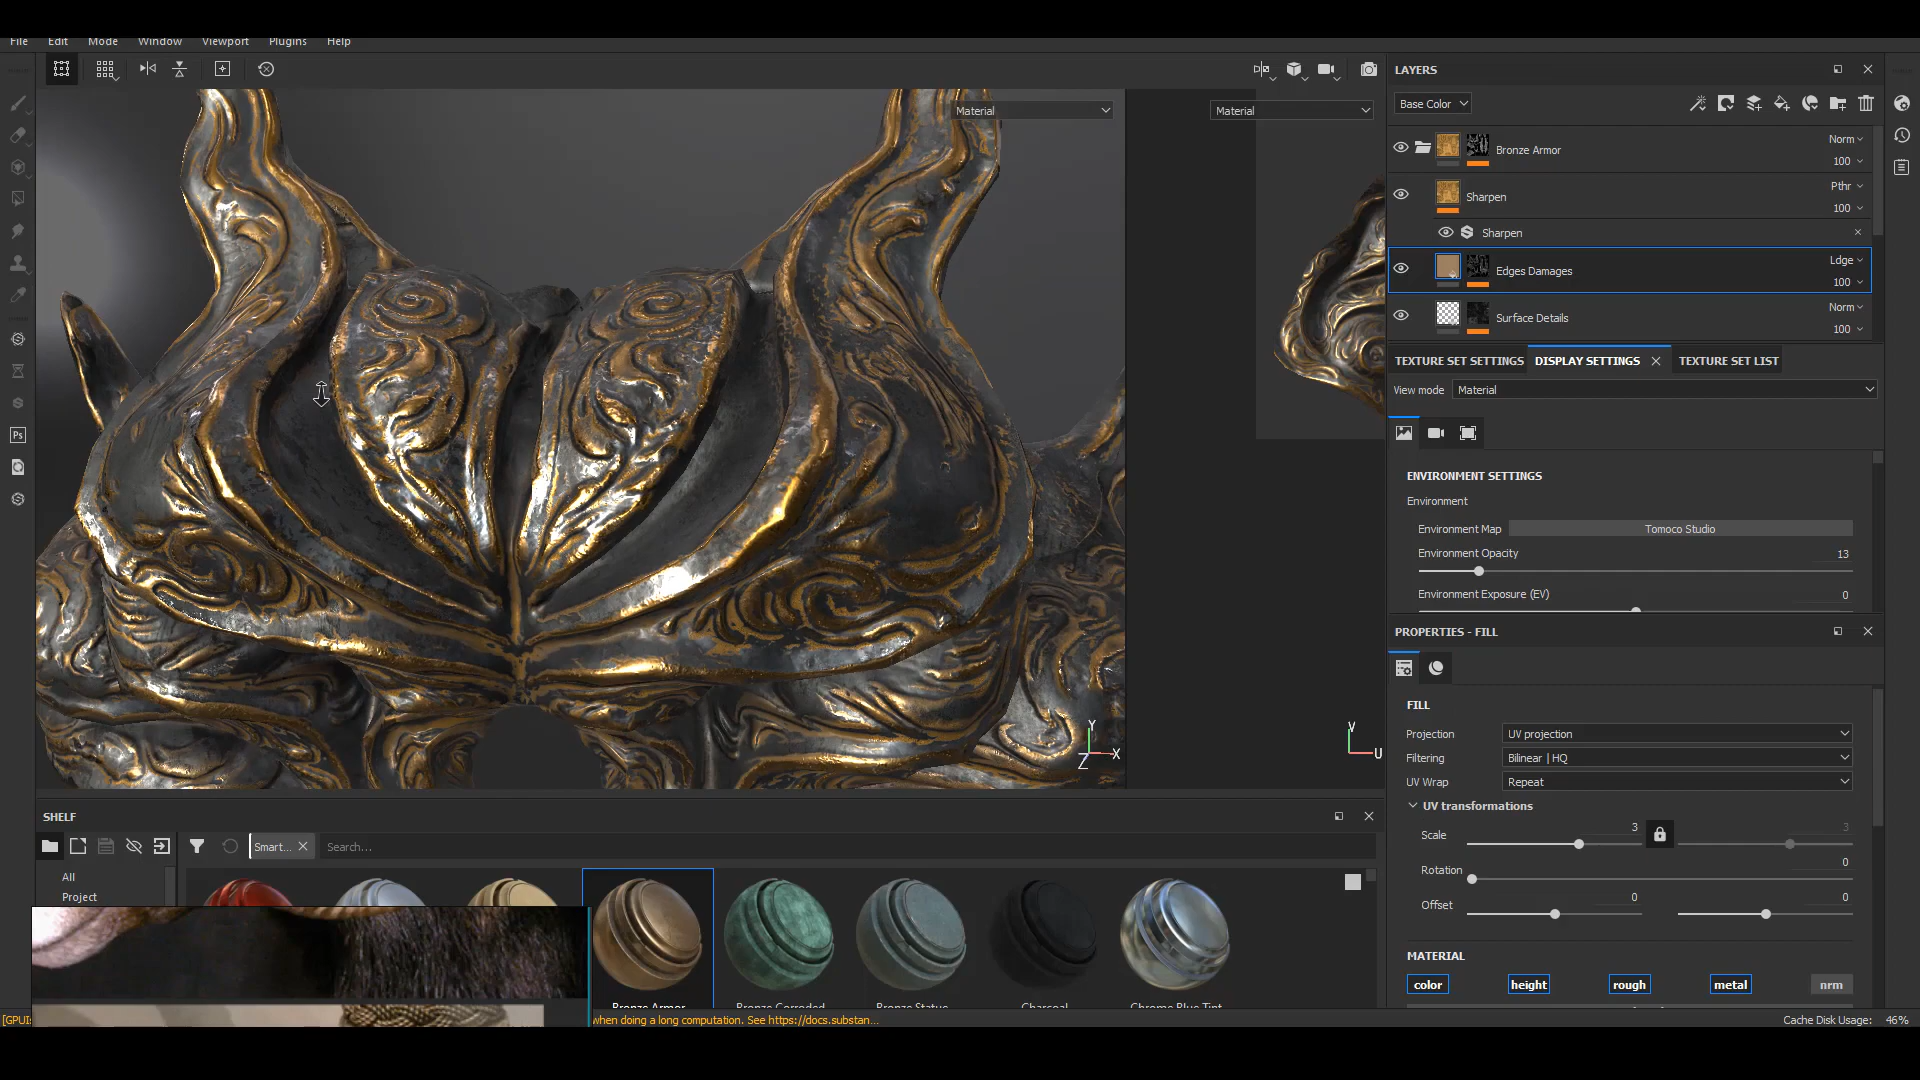 File Edit Mode Window Viewport Plugins Help
Material
Material
LAYERS
Base Color
Bronze Armor
Norm
100
Sharpen
Pthr
100
Sharpen
Edges Damages
Ldge
100
Surface Details
Norm
100
TEXTURE SET SETTINGS DISPLAY SETTINGS TEXTURE SET LIST
View mode Material
ENVIRONMENT SETTINGS
Environment
Environment Map Tomoco Studio
Environment Opacity 13
Environment Exposure (EV) 0
PROPERTIES - FILL
FILL
Projection UV projection
Filtering Bilinear | HQ
UV Wrap Repeat
UV transformations
Scale 3 3
Rotation 0
Offset 0 0
MATERIAL
color height rough metal nrm
Y
X
Z
V
U
Ps
SHELF
Smart... Search...
All
Project
Bronze Armor Bronze Corroded Bronze Statue Charcoal Chrome Blue Tint
when doing a long computation. See https://docs.substan...
Cache Disk Usage: 46%